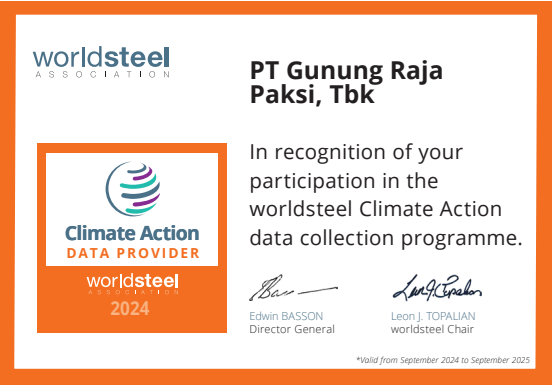 worldsteel
ASSOCIATION
PT Gunung Raja
Paksi, Tbk
In recognition of your
participation in the
worldsteel Climate Action
data collection programme.
Climate Action
DATA PROVIDER
worldsteel
ASSOCIATION
2024
Edwin BASSON
Director General
Leon J. TOPALIAN
worldsteel Chair
*Valid from September 2024 to September 2025